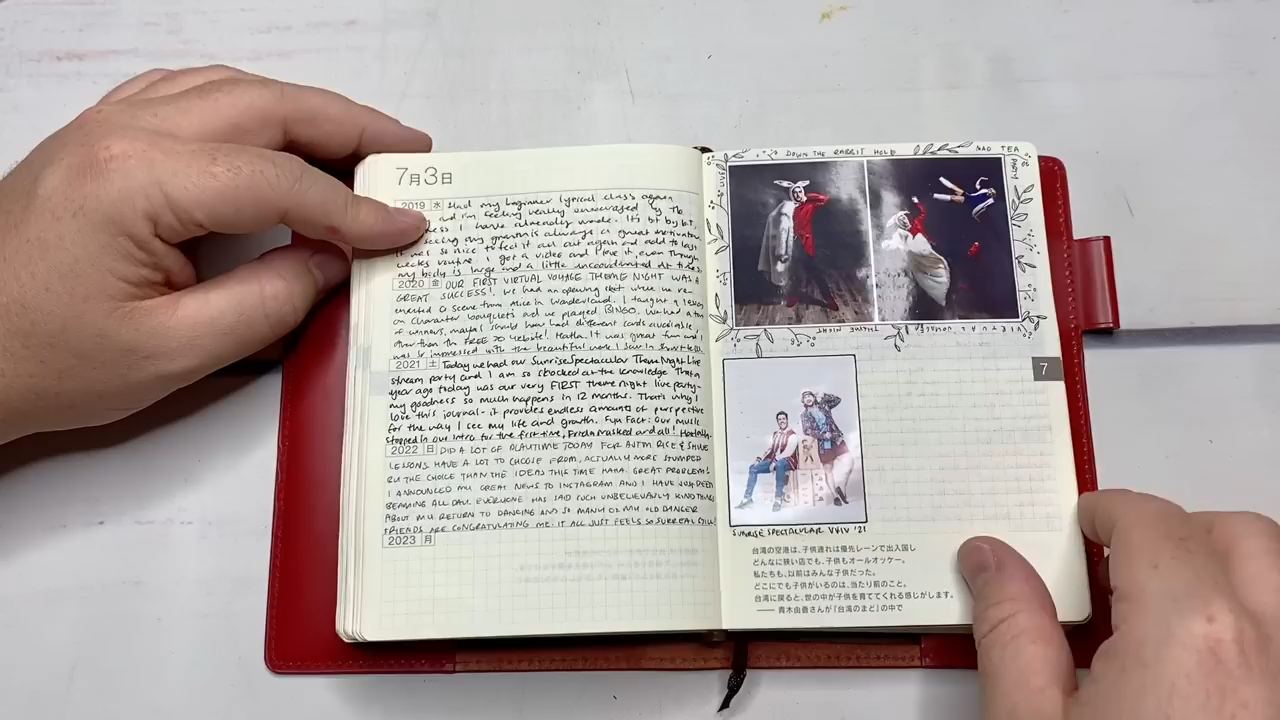 7月3日
2019 水 Had my beginner lyrical class again
and I'm feeling really encouraged by the
I have already made. It's bit by bit,
seeing my growth is always a great motivator
It was so nice to feel it all out again and add to last
weeks routine. I got a video and I love it, even though
my body is large and a little uncoordinated at times.
2020 金 OUR FIRST VIRTUAL VOYAGE THEME NIGHT WAS A
GREAT SUCCESS! We had an opening skit where we re-
enacted a scene from Alice in Wonderland. I taught a lesson
on character bouquets and we played BINGO. We had a ton
of winners, maybe I should have had different cards available,
other than the FREE 20 website! Haha. It was great fun and I
was so impressed with the beautiful work I saw in
2021 土 Today we had our Sunrise Spectacular Theme Night Live
stream party and I am so shocked at the knowledge that a
year ago today was our very FIRST theme night live party-
my goodness so much happens in 12 months. That's why I
love this journal - it provides endless amounts of perspective
for the way I see my life and growth. Fun Fact: Our music
stopped in our intro for the first time, and all!
2022 日 DID A LOT OF PLAYTIME TODAY FOR RISE & SHINE
LESSONS. HAVE A LOT TO CHOOSE FROM, ACTUALLY MORE STUMPED
BY THE CHOICE THAN THE IDEAS THIS TIME HAHA. GREAT PROBLEM!
I ANNOUNCED MY GREAT NEWS TO INSTAGRAM AND I HAVE JUST BEEN
BEAMING ALL DAY. EVERYONE HAS SAID SUCH UNBELIEVABLY KIND THINGS
ABOUT MY RETURN TO DANCING AND SO MANY OF MY OLD DANCER
FRIENDS ARE CONGRATULATING ME. IT ALL JUST FEELS SO SURREAL STILL!
2023 月
DOWN THE RABBIT HOLE
MAD TEA
PARTY
VIRTUAL VOYAGE
THEME NIGHT
7
SUNRISE SPECTACULAR VVIV '21
台湾の空港は、子供連れは優先レーンで出入国し
どんなに狭い店でも、子供もオールオッケー。
私たちも、以前はみんな子供だった。
どこにでも子供がいるのは、当たり前のこと。
台湾に戻ると、世の中が子供を育ててくれる感じがします。
―― 青木由香さんが『台湾のまど』の中で